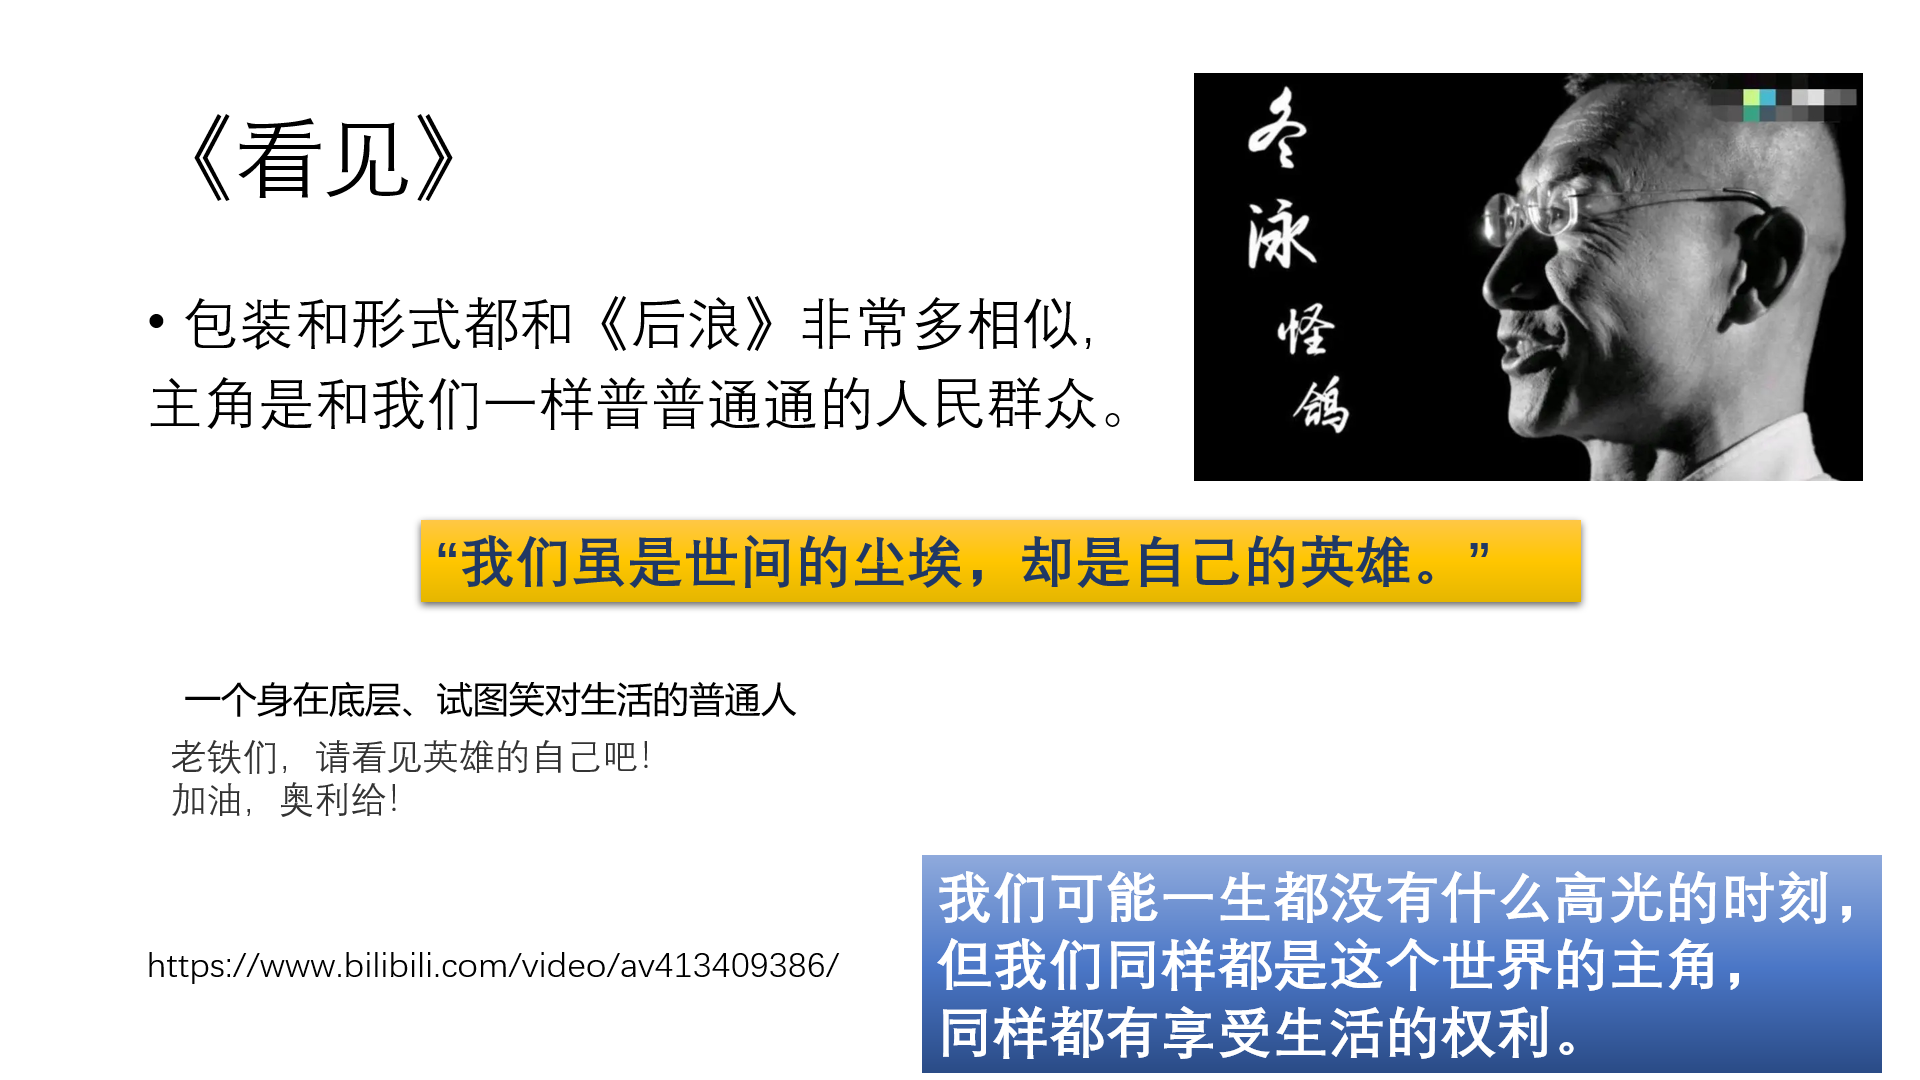 《看见》
• 包装和形式都和《后浪》非常多相似，
主角是和我们一样普普通通的人民群众。
冬泳怪鸽
“我们虽是世间的尘埃，却是自己的英雄。”
一个身在底层、试图笑对生活的普通人
老铁们，请看见英雄的自己吧！
加油，奥利给！
https://www.bilibili.com/video/av413409386/
我们可能一生都没有什么高光的时刻，
但我们同样都是这个世界的主角，
同样都有享受生活的权利。